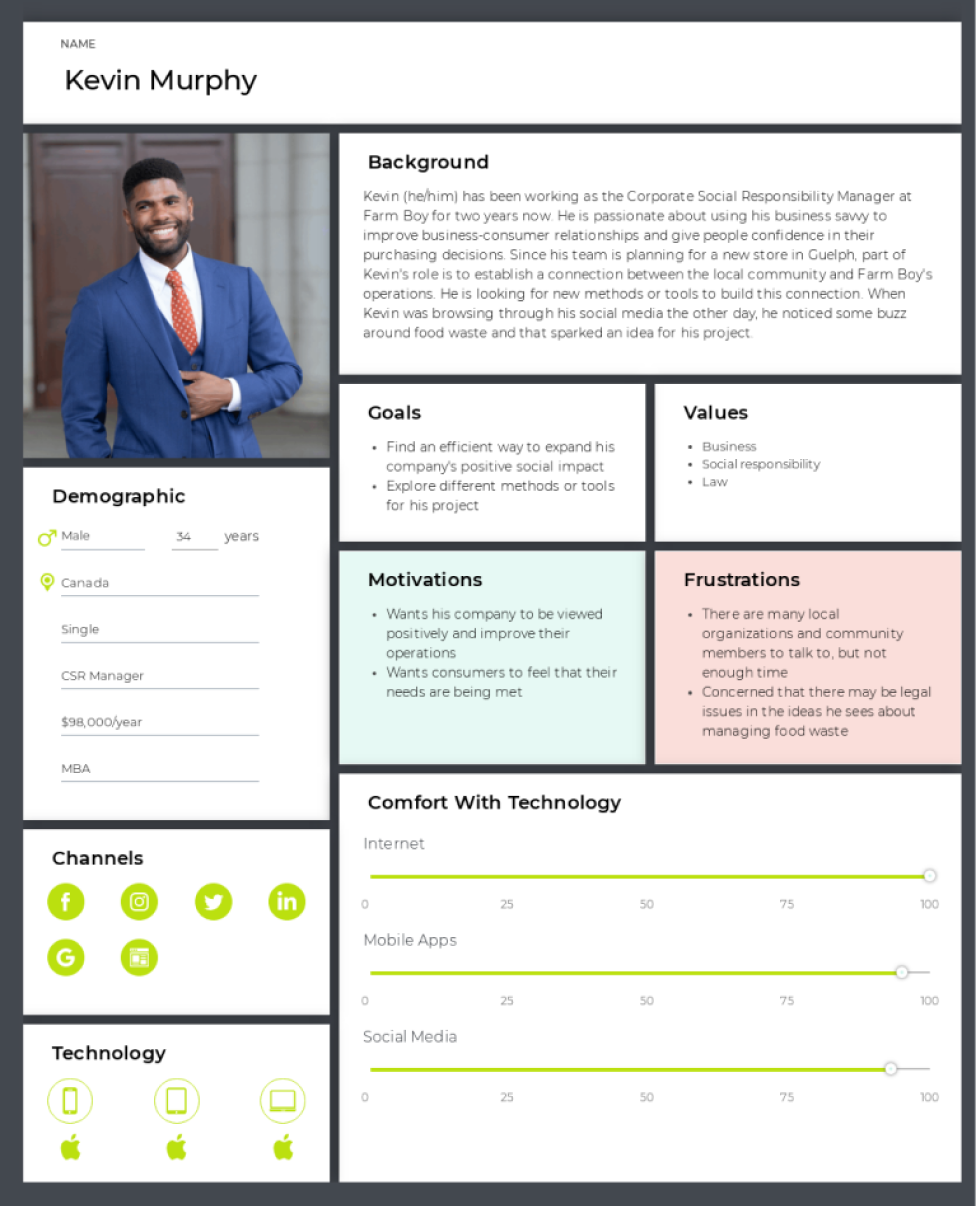 NAME
Kevin Murphy
Background
Kevin (he/him) has been working as the Corporate Social Responsibility Manager at
Farm Boy for two years now. He is passionate about using his business savvy to
improve business-consumer relationships and give people confidence in their
purchasing decisions. Since his team is planning for a new store in Guelph, part of
Kevin's role is to establish a connection between the local community and Farm Boy's
operations. He is looking for new methods or tools to build this connection. When
Kevin was browsing through his social media the other day, he noticed some buzz
around food waste and that sparked an idea for his project.
Goals
• Find an efficient way to expand his
company's positive social impact
• Explore different methods or tools
for his project
Values
• Business
• Social responsibility
• Law
Demographic
Male 34 years
Canada
Single
CSR Manager
$98,000/year
MBA
Motivations
• Wants his company to be viewed
positively and improve their
operations
• Wants consumers to feel that their
needs are being met
Frustrations
• There are many local
organizations and community
members to talk to, but not
enough time
• Concerned that there may be legal
issues in the ideas he sees about
managing food waste
Channels
f
in
G
Technology
Comfort With Technology
Internet
0 25 50 75 100
Mobile Apps
0 25 50 75 100
Social Media
0 25 50 75 100